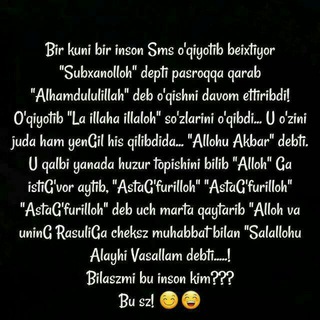 Bir kuni bir inson Sms o'qiyotib beixtiyor
"Subxanolloh" depti pasroqqa qarab
"Alhamdululillah" deb o'qishni davom ettiribdi!
O'qiyotib "La illaha illaloh" so'zlarini o'qibdi... U o'zini
juda ham yenGil his qilibdida... "Allohu Akbar" debti.
U qalbi yanada huzur topishini bilib "Alloh" Ga
istiG'vor aytib, "AstaG'furilloh" "AstaG'furilloh"
"AstaG'furilloh" deb uch marta qaytarib "Alloh va
uninG RasuliGa cheksz muhabbat bilan "Salallohu
Alayhi Vasallam debti.....!
Bilaszmi bu inson kim???
Bu sz! 😊😁